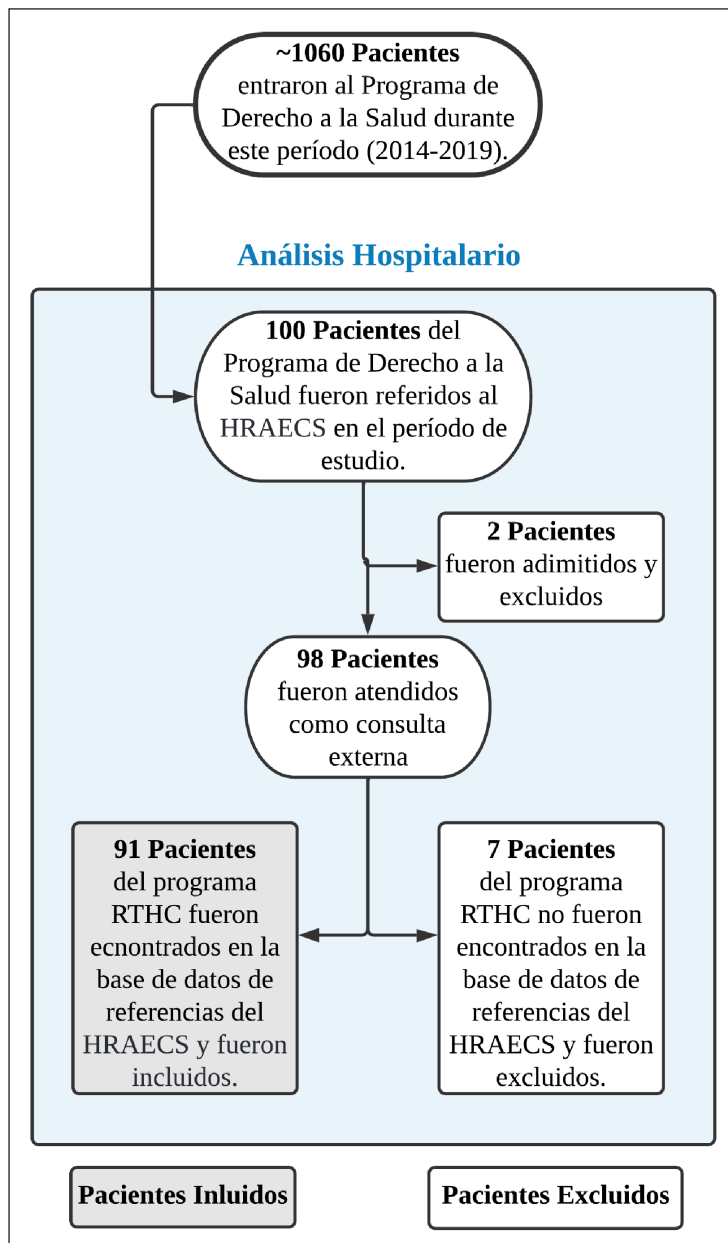 ~1060 Pacientes
entraron al Programa de
Derecho a la Salud durante
este período (2014-2019).
Análisis Hospitalario
100 Pacientes del
Programa de Derecho a la
Salud fueron referidos al
HRAECS en el período de
estudio.
2 Pacientes
fueron adimitidos y
excluidos
98 Pacientes
fueron atendidos
como consulta
externa
91 Pacientes
del programa
RTHC fueron
ecnontrados en la
base de datos de
referencias del
HRAECS y fueron
incluidos.
7 Pacientes
del programa
RTHC no fueron
encontrados en la
base de datos de
referencias del
HRAECS y fueron
excluidos.
Pacientes Inluidos
Pacientes Excluidos